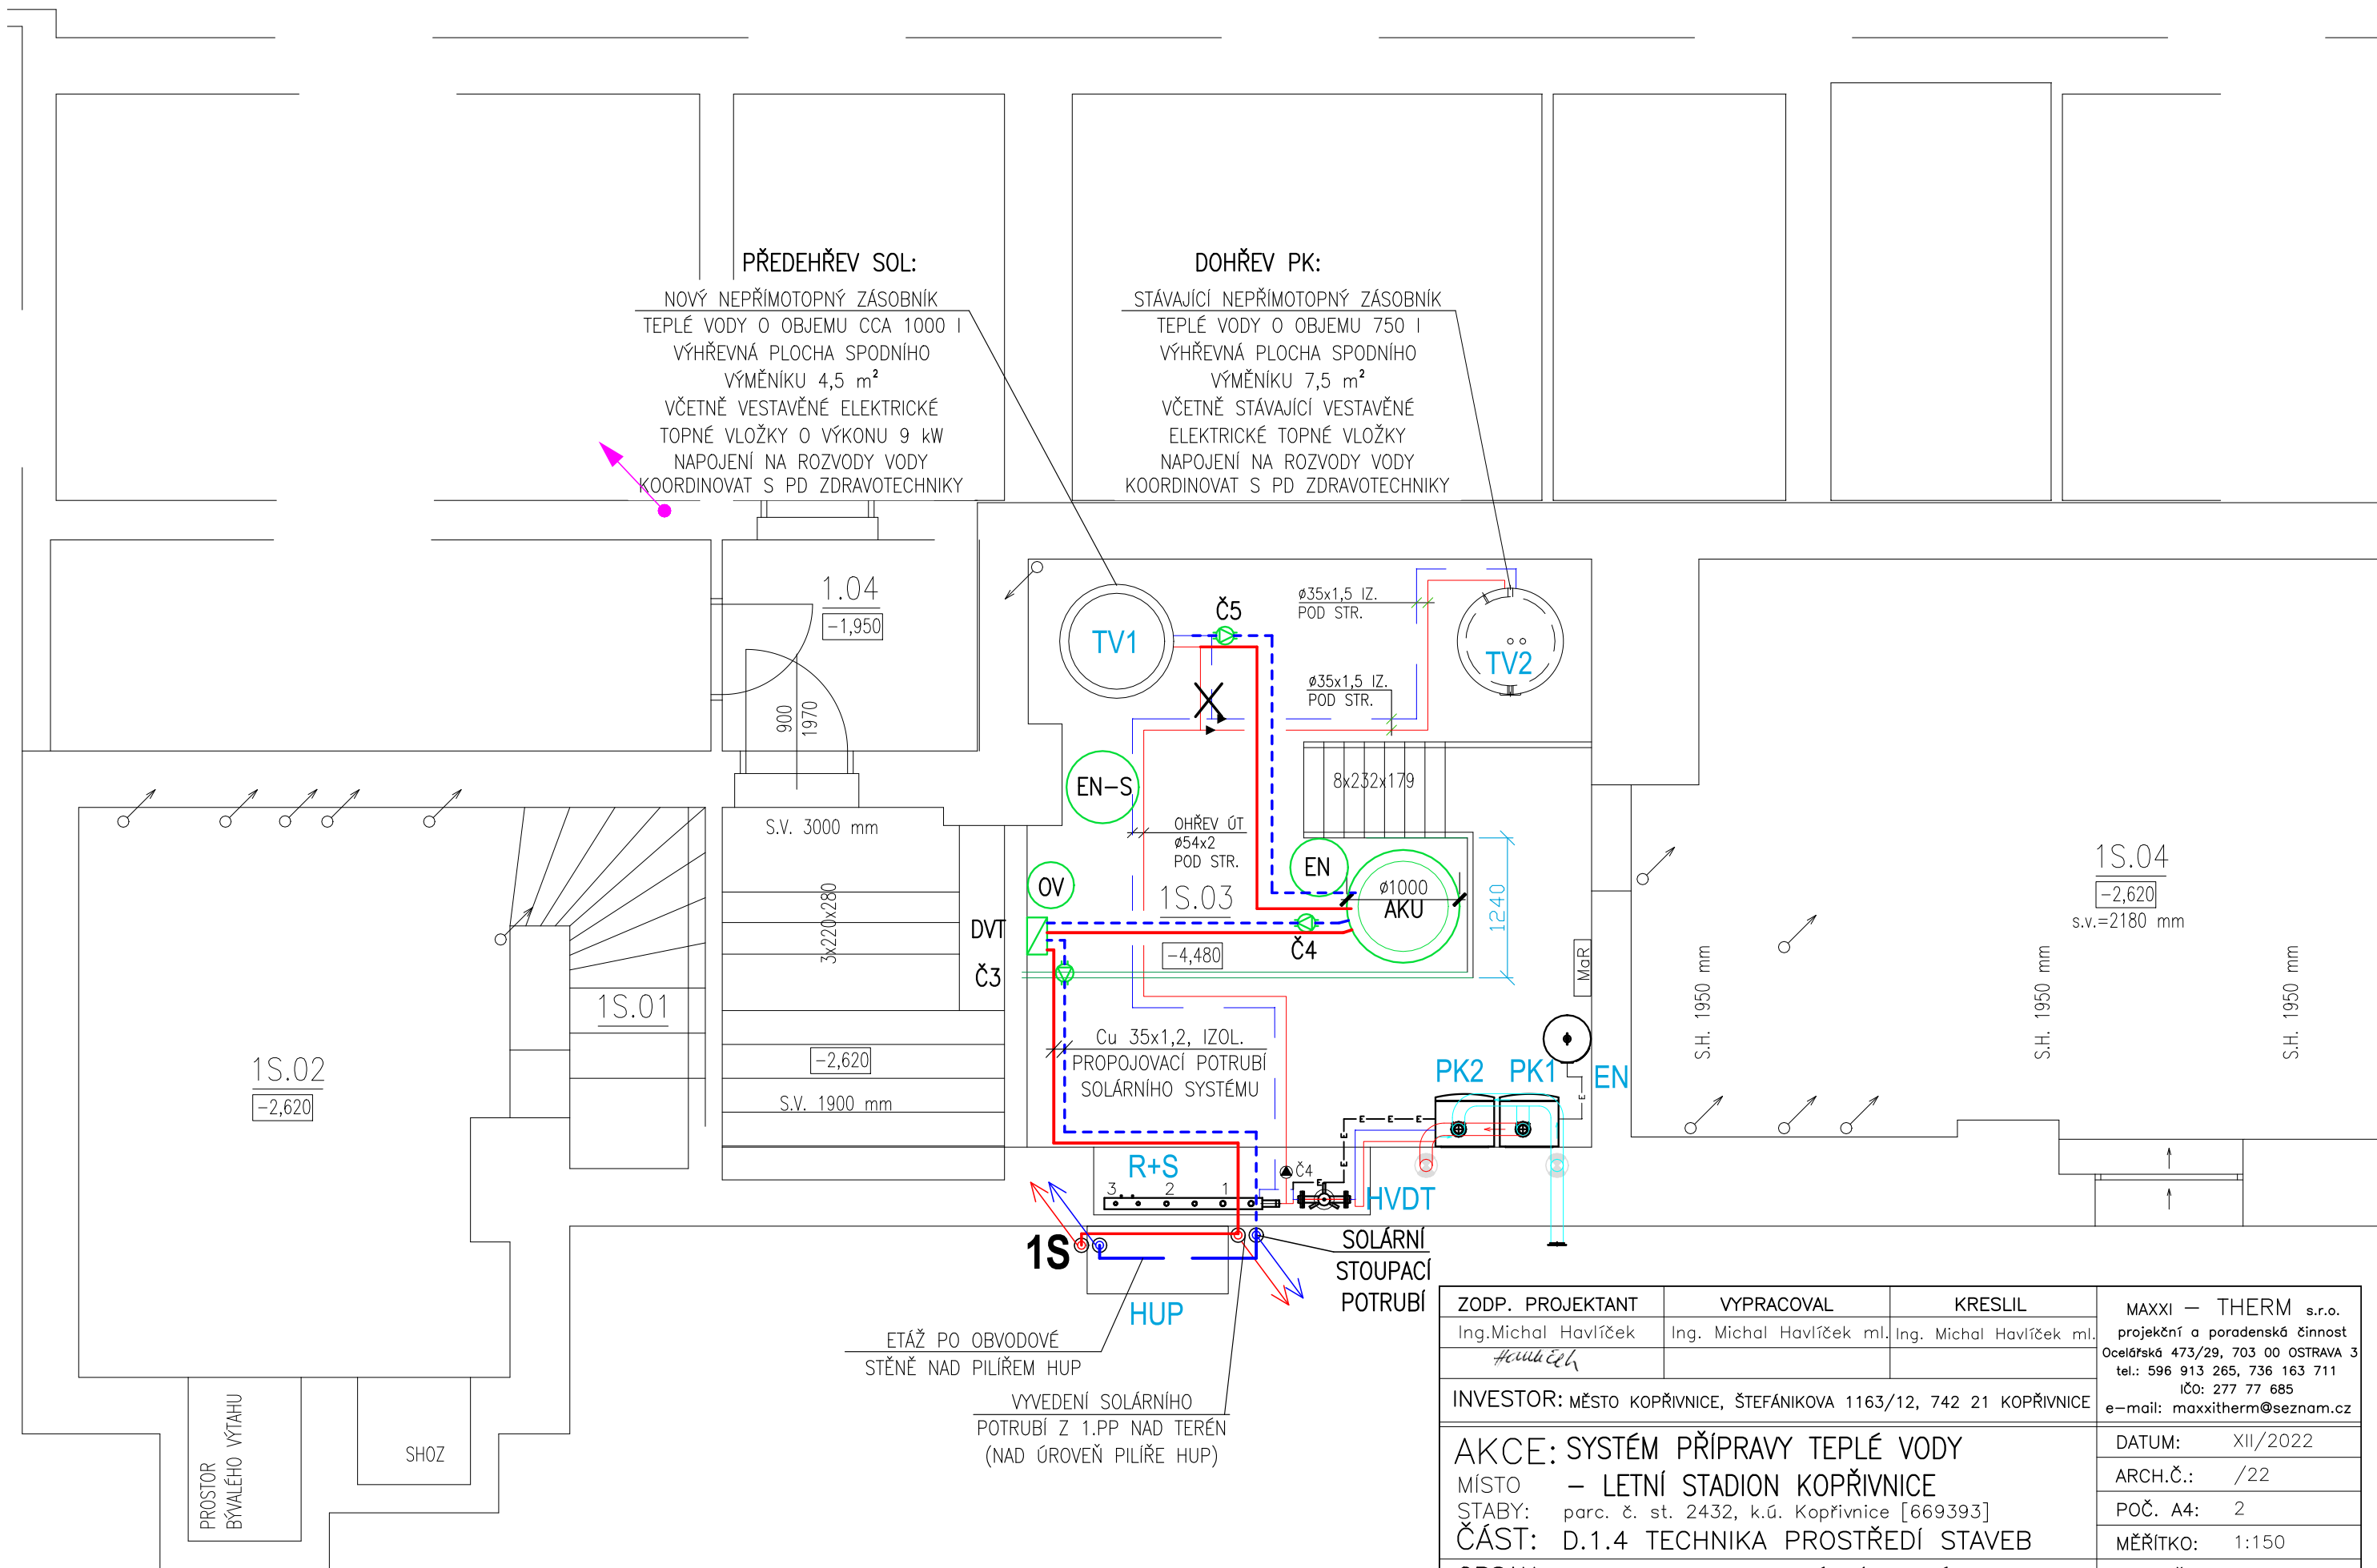 PŘEDEHŘEV SOL:
NOVÝ NEPŘÍMOTOPNÝ ZÁSOBNÍK
TEPLÉ VODY O OBJEMU CCA 1000 l
VÝHŘEVNÁ PLOCHA SPODNÍHO
VÝMĚNÍKU 4,5 m²
VČETNĚ VESTAVĚNÉ ELEKTRICKÉ
TOPNÉ VLOŽKY O VÝKONU 9 kW
NAPOJENÍ NA ROZVODY VODY
KOORDINOVAT S PD ZDRAVOTECHNIKY
DOHŘEV PK:
STÁVAJÍCÍ NEPŘÍMOTOPNÝ ZÁSOBNÍK
TEPLÉ VODY O OBJEMU 750 l
VÝHŘEVNÁ PLOCHA SPODNÍHO
VÝMĚNÍKU 7,5 m²
VČETNĚ STÁVAJÍCÍ VESTAVĚNÉ
ELEKTRICKÉ TOPNÉ VLOŽKY
NAPOJENÍ NA ROZVODY VODY
KOORDINOVAT S PD ZDRAVOTECHNIKY
1.04
-1,950
900
1970
TV1
Č5
ø35x1,5 IZ.
POD STR.
TV2
ø35x1,5 IZ.
POD STR.
EN-S
8x232x179
S.V. 3000 mm
OHŘEV ÚT
ø54x2
POD STR.
EN
OV
1S.03
ø1000
AKU
1240
3x220x280
DVT
Č4
-4,480
Č3
MaR
1S.04
-2,620
s.v.=2180 mm
S.H. 1950 mm
S.H. 1950 mm
S.H. 1950 mm
1S.01
1S.02
-2,620
-2,620
S.V. 1900 mm
Cu 35x1,2, IZOL.
PROPOJOVACÍ POTRUBÍ
SOLÁRNÍHO SYSTÉMU
PK2
PK1
EN
E
E E E
E
E
E
R+S
Č4
3 2 1
HVDT
1S
HUP
SOLÁRNÍ
STOUPACÍ
POTRUBÍ
ETÁŽ PO OBVODOVÉ
STĚNĚ NAD PILÍŘEM HUP
VYVEDENÍ SOLÁRNÍHO
POTRUBÍ Z 1.PP NAD TERÉN
(NAD ÚROVEŇ PILÍŘE HUP)
PROSTOR
BÝVALÉHO VÝTAHU
SHOZ
ZODP. PROJEKTANT VYPRACOVAL KRESLIL
Ing.Michal Havlíček Ing. Michal Havlíček ml. Ing. Michal Havlíček ml.
MAXXI - THERM s.r.o.
projekční a poradenská činnost
Ocelářská 473/29, 703 00 OSTRAVA 3
tel.: 596 913 265, 736 163 711
IČO: 277 77 685
e-mail: maxxitherm@seznam.cz
INVESTOR: MĚSTO KOPŘIVNICE, ŠTEFÁNIKOVA 1163/12, 742 21 KOPŘIVNICE
AKCE: SYSTÉM PŘÍPRAVY TEPLÉ VODY
MÍSTO - LETNÍ STADION KOPŘIVNICE
STABY: parc. č. st. 2432, k.ú. Kopřivnice [669393]
ČÁST: D.1.4 TECHNIKA PROSTŘEDÍ STAVEB
DATUM: XII/2022
ARCH.Č.: /22
POČ. A4: 2
MĚŘÍTKO: 1:150